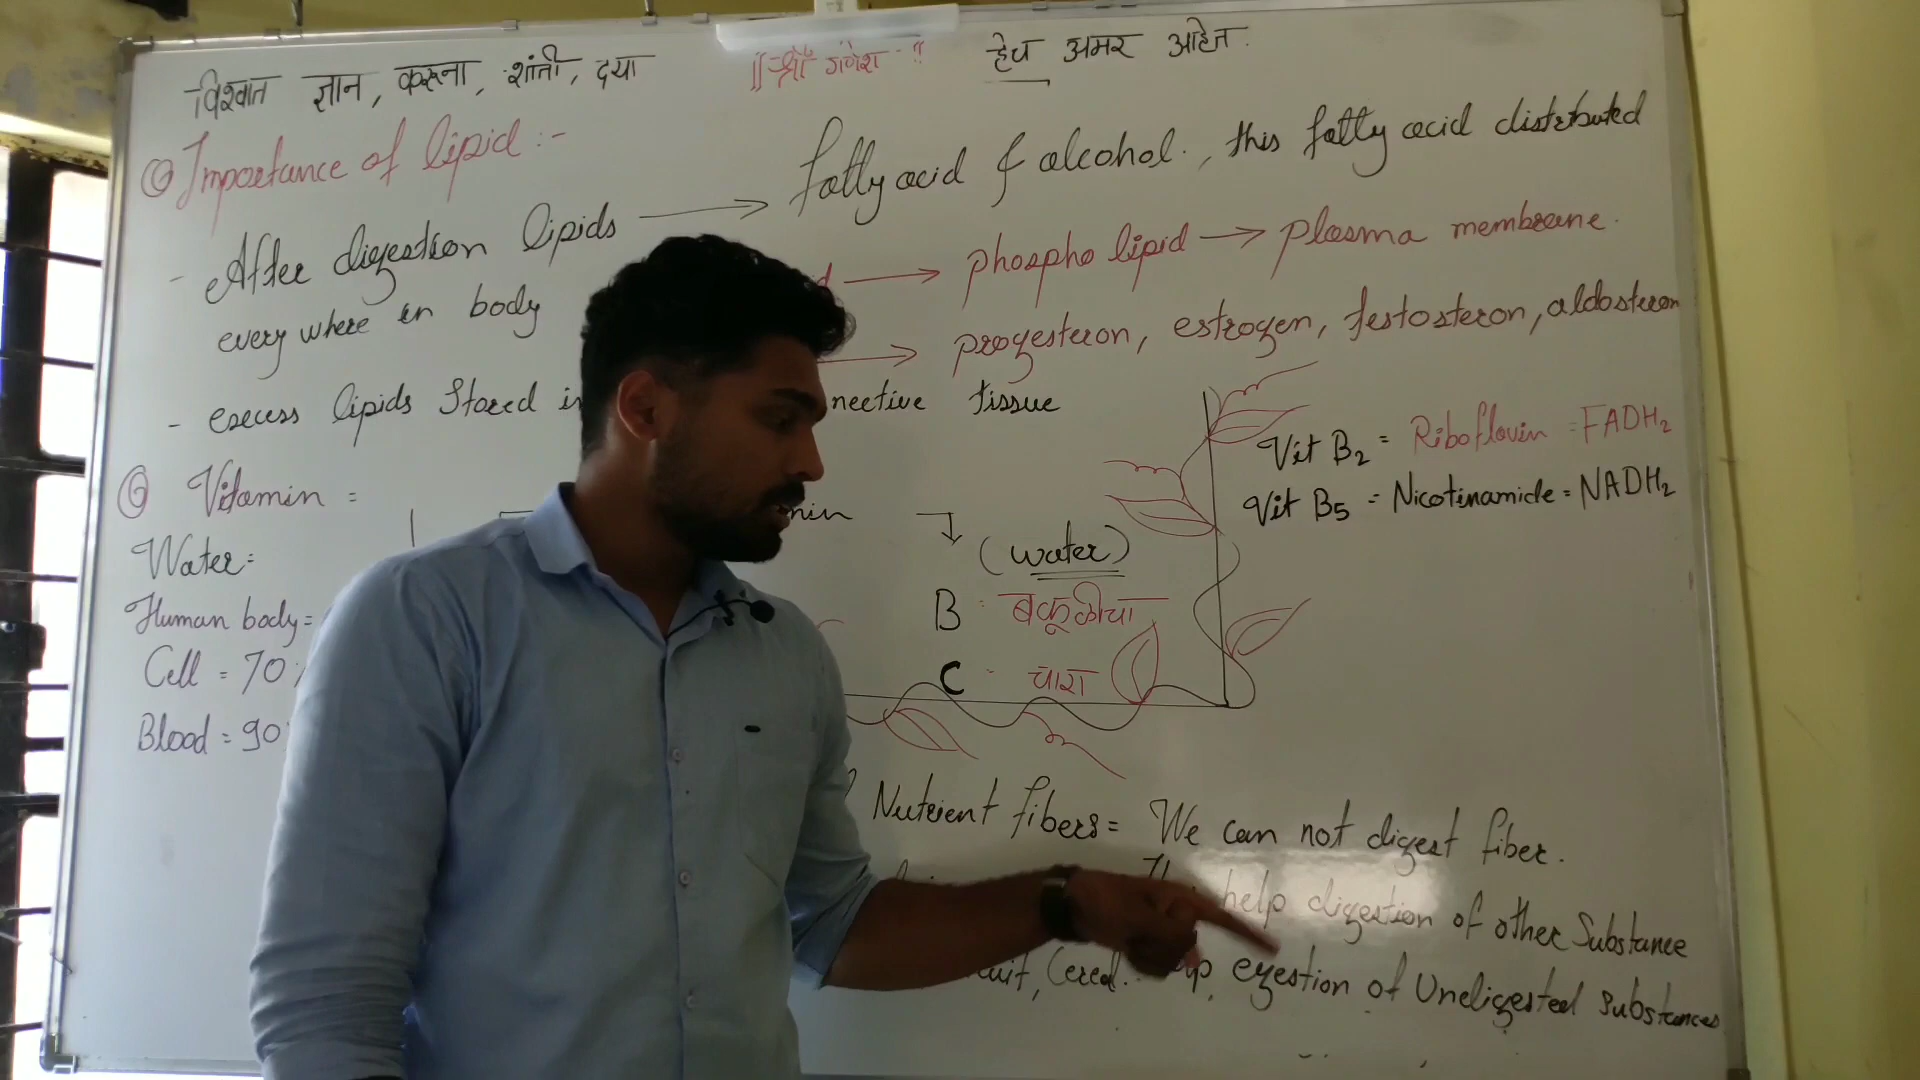 विश्वात ज्ञान, करूना, शांती, दया ॥ श्री गणेश ॥ हेच अमर आहेत.
Importance of lipid :-
- After digestion lipids → fatty acid & alcohol., this fatty acid distributed
every where in body
→ phospho lipid → plasma membrane.
→ progesteron, estrogen, testosteron, aldosteron
- excess lipids Stored in nective tissue
Vit B2 = Riboflavin = FADH2
Vit B5 = Nicotinamide = NADH2
Vitamin =
min
(water)
Water =
B - बकूळीचा
Human body =
C - चारा
Cell = 70
Blood = 90
Nutrient fibers = We can not digest fiber.
help digestion of other Substance
Cereal. egestion of Undigested substances